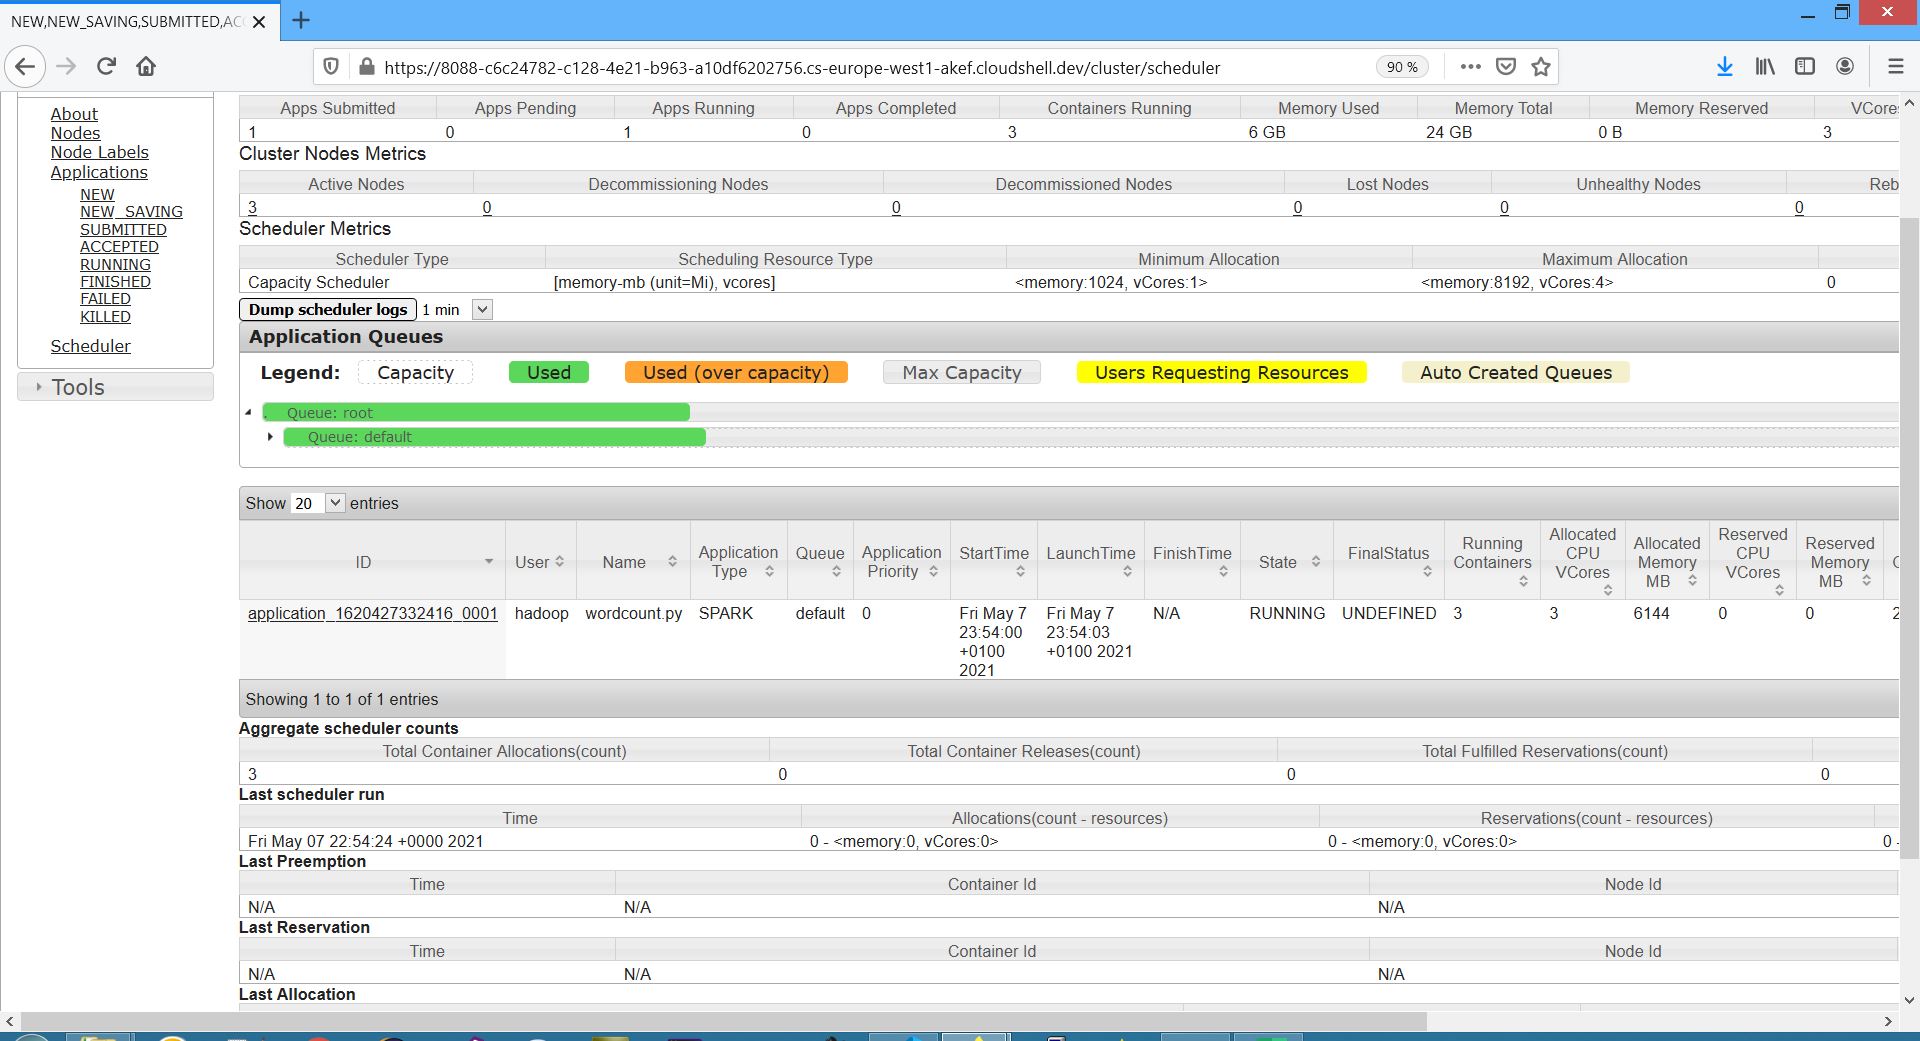 NEW,NEW_SAVING,SUBMITTED,ACC
https://8088-c6c24782-c128-4e21-b963-a10df6202756.cs-europe-west1-akef.cloudshell.dev/cluster/scheduler
90 %
About
Nodes
Node Labels
Applications
NEW
NEW_SAVING
SUBMITTED
ACCEPTED
RUNNING
FINISHED
FAILED
KILLED
Scheduler
Tools
Apps Submitted Apps Pending Apps Running Apps Completed Containers Running Memory Used Memory Total Memory Reserved VCores
1 0 1 0 3 6 GB 24 GB 0 B 3
Cluster Nodes Metrics
Active Nodes Decommissioning Nodes Decommissioned Nodes Lost Nodes Unhealthy Nodes Reb
3 0 0 0 0 0
Scheduler Metrics
Scheduler Type Scheduling Resource Type Minimum Allocation Maximum Allocation
Capacity Scheduler [memory-mb (unit=Mi), vcores] <memory:1024, vCores:1> <memory:8192, vCores:4> 0
Dump scheduler logs 1 min
Application Queues
Legend: Capacity Used Used (over capacity) Max Capacity Users Requesting Resources Auto Created Queues
Queue: root
Queue: default
Show 20 entries
ID User Name Application Type Queue Application Priority StartTime LaunchTime FinishTime State FinalStatus Running Containers Allocated CPU VCores Allocated Memory MB Reserved CPU VCores Reserved Memory MB
application_1620427332416_0001 hadoop wordcount.py SPARK default 0 Fri May 7 23:54:00 +0100 2021 Fri May 7 23:54:03 +0100 2021 N/A RUNNING UNDEFINED 3 3 6144 0 0 2
Showing 1 to 1 of 1 entries
Aggregate scheduler counts
Total Container Allocations(count) Total Container Releases(count) Total Fulfilled Reservations(count)
3 0 0 0
Last scheduler run
Time Allocations(count - resources) Reservations(count - resources)
Fri May 07 22:54:24 +0000 2021 0 - <memory:0, vCores:0> 0 - <memory:0, vCores:0> 0 -
Last Preemption
Time Container Id Node Id
N/A N/A N/A
Last Reservation
Time Container Id Node Id
N/A N/A N/A
Last Allocation